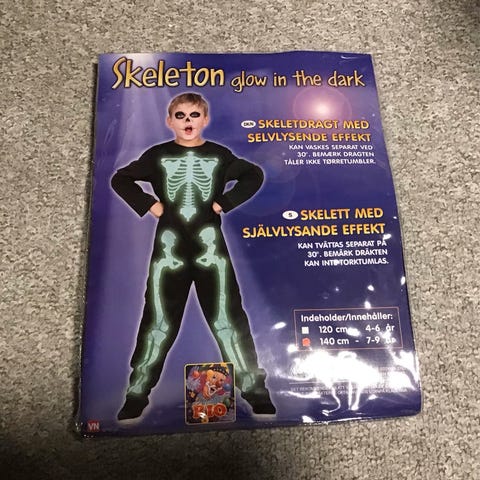 Skeleton glow in the dark
DK/N SKELETDRAGT MED
SELVLYSENDE EFFEKT
KAN VASKES SEPARAT VED
30°. BEMÆRK DRAGTEN
TÅLER IKKE TØRRETUMBLER.
S SKELETT MED
SJÄLVLYSANDE EFFEKT
KAN TVÄTTAS SEPARAT PÅ
30°. BEMÄRK DRÄKTEN
KAN INTE TORKTUMLAS.
Indeholder/Innehåller:
120 cm - 4-6 år
140 cm - 7-9 år
RIO
VN